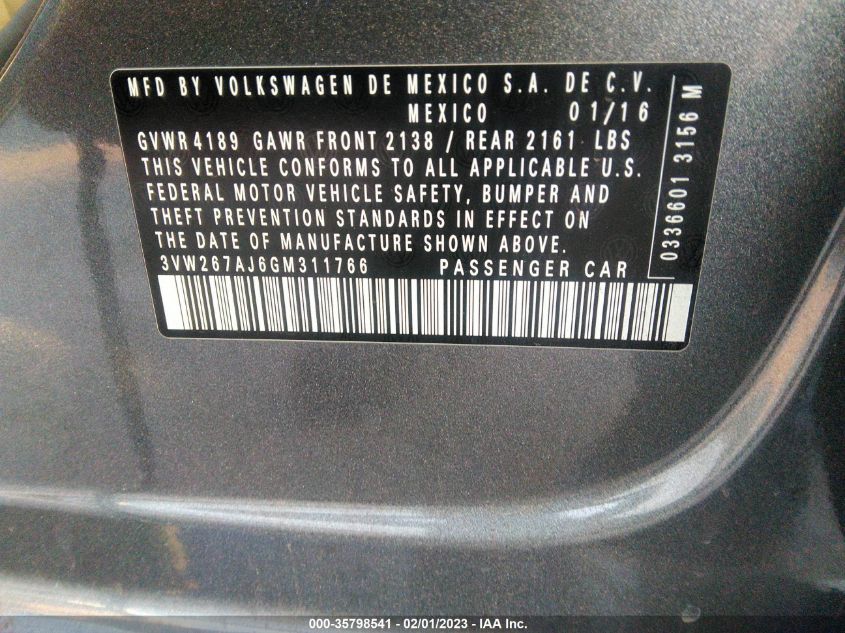 MFD BY VOLKSWAGEN DE MEXICO S.A. DE C.V.
MEXICO 01/16
GVWR 4189 GAWR FRONT 2138 / REAR 2161 LBS
THIS VEHICLE CONFORMS TO ALL APPLICABLE U.S.
FEDERAL MOTOR VEHICLE SAFETY, BUMPER AND
THEFT PREVENTION STANDARDS IN EFFECT ON
THE DATE OF MANUFACTURE SHOWN ABOVE.
3VW267AJ6GM311766 PASSENGER CAR
0336601 3156 M
000-35798541 - 02/01/2023 - IAA Inc.